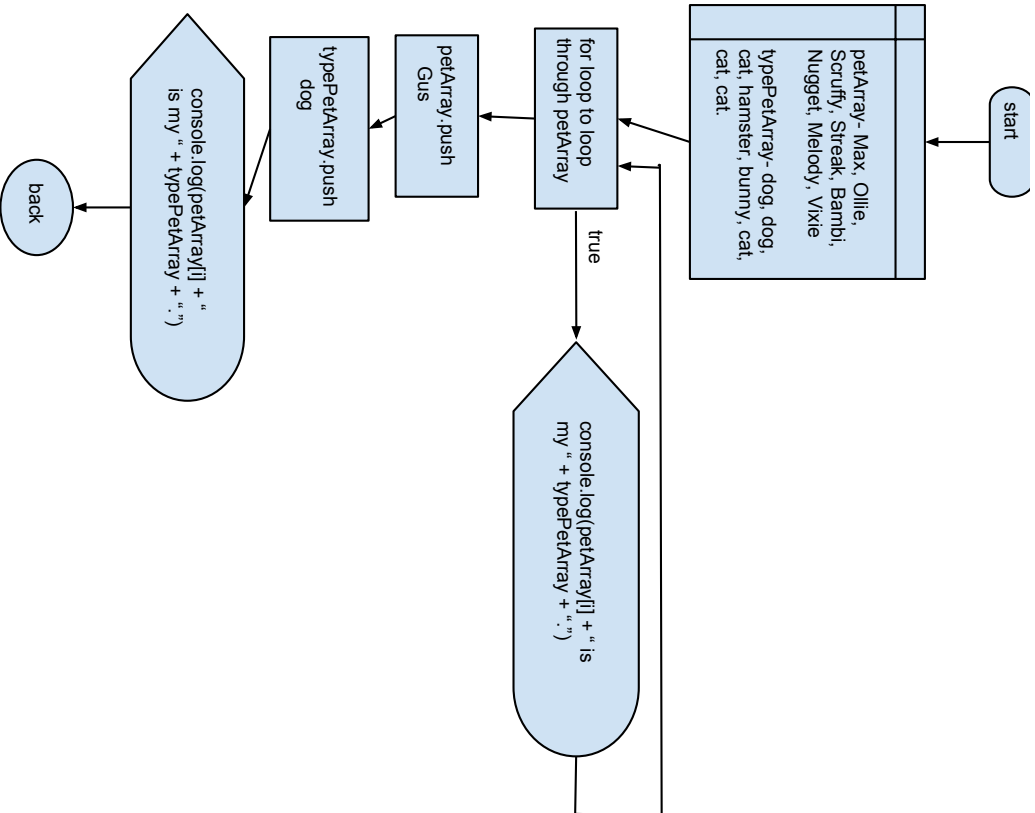 start
petArray- Max, Ollie,
Scruffy, Streak, Bambi,
Nugget, Melody, Vixie
typePetArray- dog, dog,
cat, hamster, bunny, cat,
cat, cat.
for loop to loop
through petArray
true
console.log(petArray[i] + “ is
my “ + typePetArray + “.”)
petArray.push
Gus
typePetArray.push
dog
console.log(petArray[i] + “
is my “ + typePetArray + “.”)
back